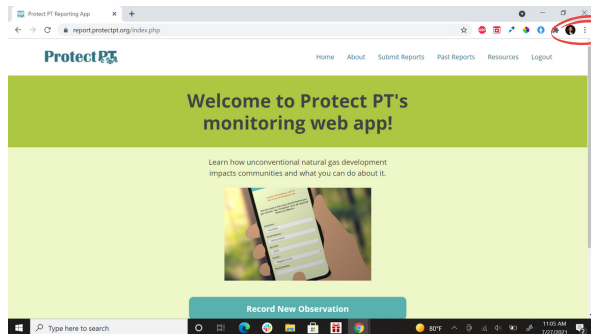 Protect PT Reporting App
report.protectpt.org/index.php
Protect PT
Home About Submit Reports Past Reports Resources Logout
Welcome to Protect PT's
monitoring web app!
Learn how unconventional natural gas development
impacts communities and what you can do about it.
Record New Observation
Type here to search
80°F
11:05 AM
7/27/2021